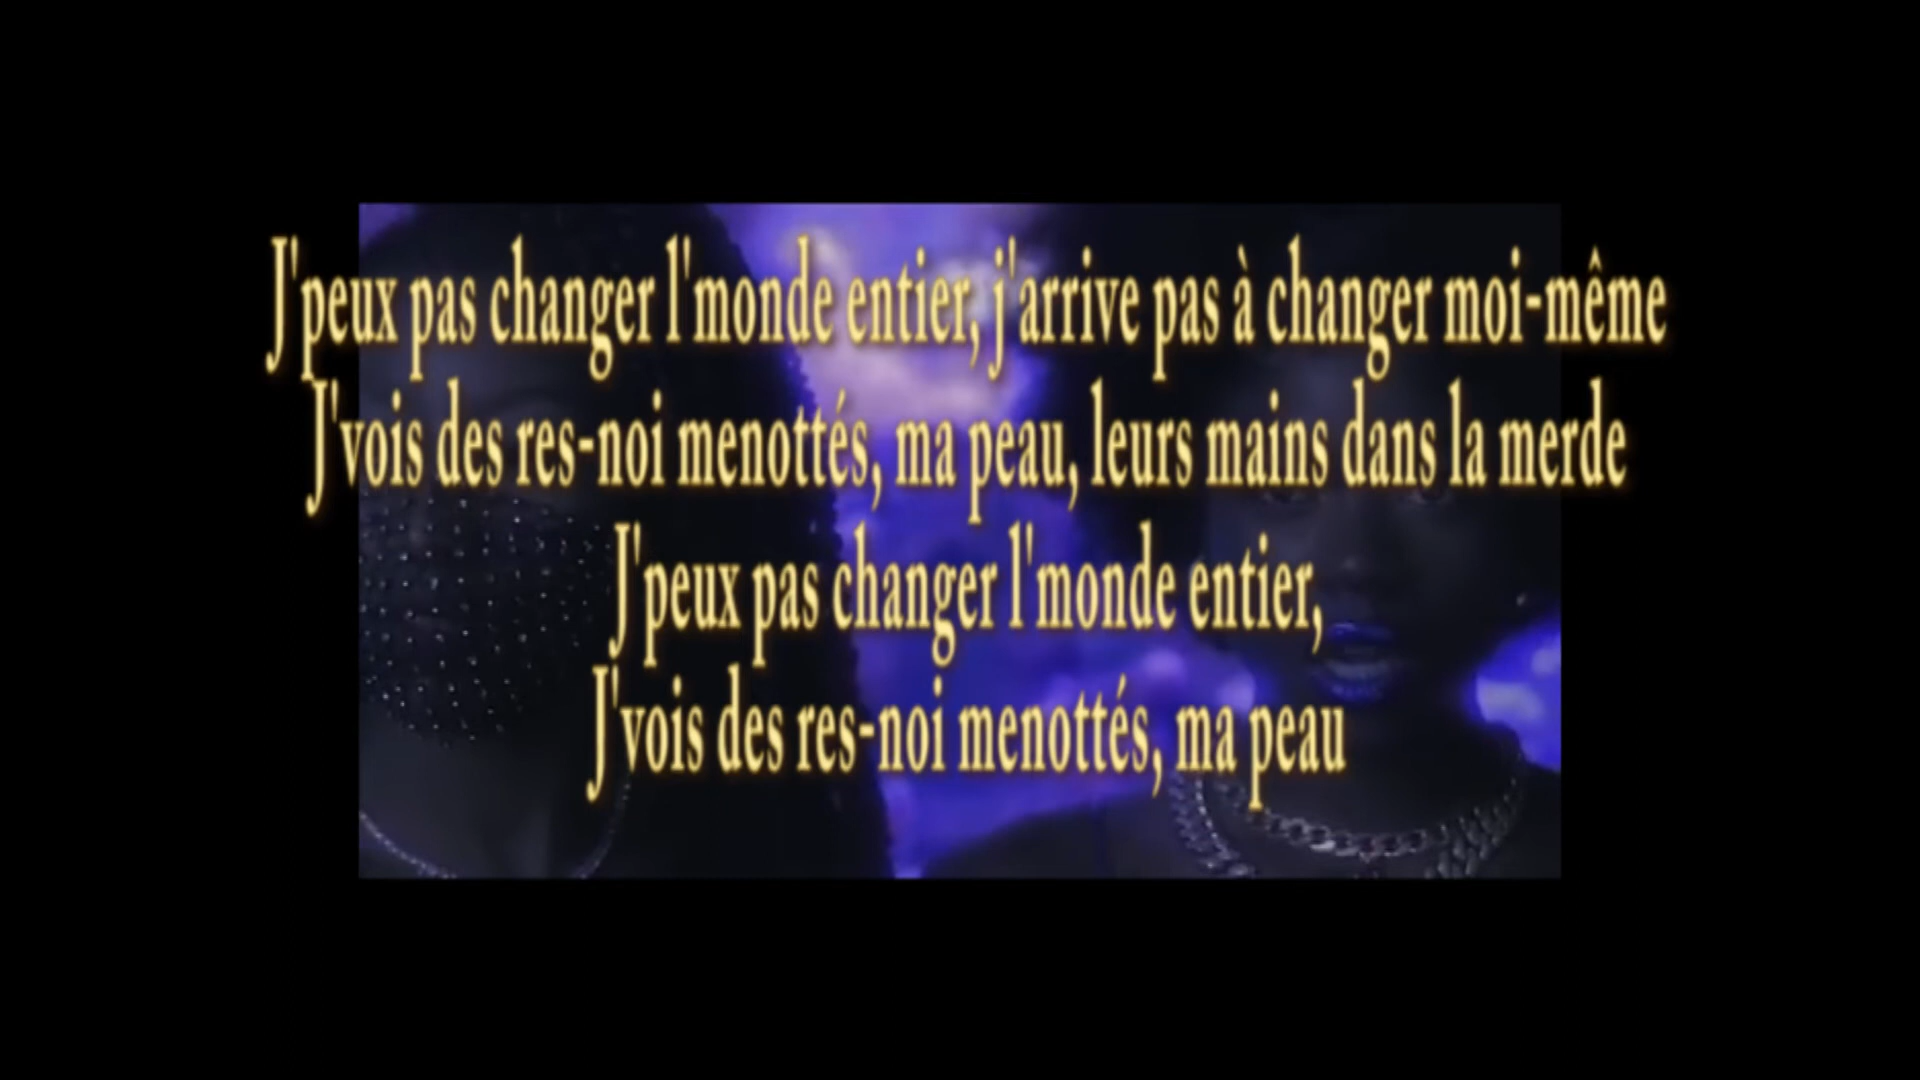 J'peux pas changer l'monde entier, j'arrive pas à changer moi-même
J'vois des res-noi menottés, ma peau, leurs mains dans la merde
J'peux pas changer l'monde entier,
J'vois des res-noi menottés, ma peau